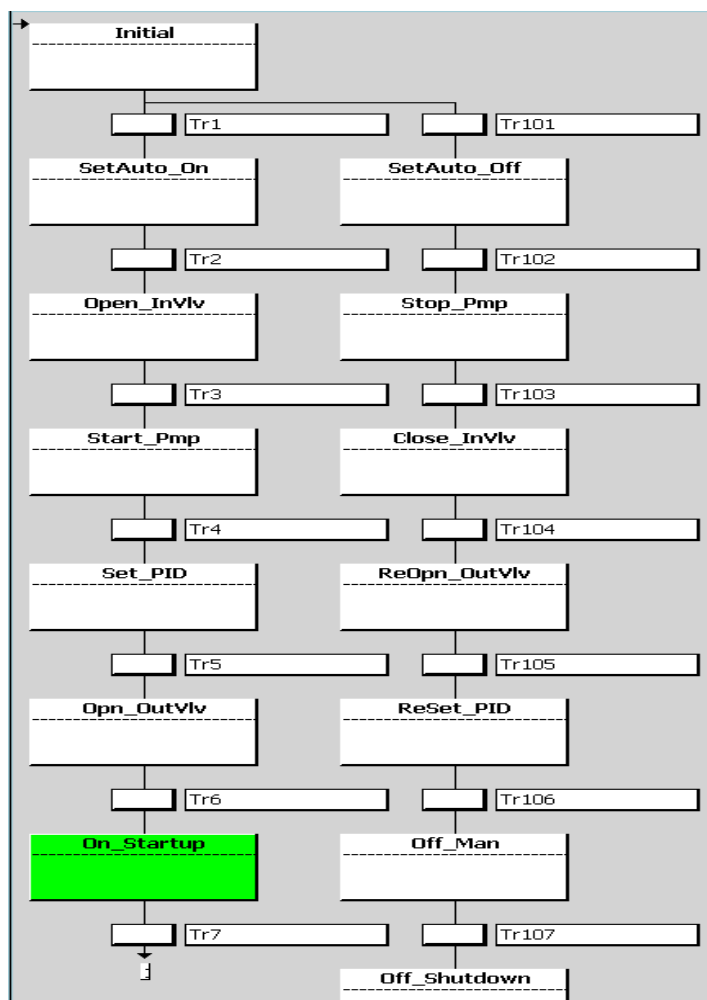 Initial
Tr1 Tr101
SetAuto_On SetAuto_Off
Tr2 Tr102
Open_InVlv Stop_Pmp
Tr3 Tr103
Start_Pmp Close_InVlv
Tr4 Tr104
Set_PID ReOpn_OutVlv
Tr5 Tr105
Opn_OutVlv ReSet_PID
Tr6 Tr106
On_Startup Off_Man
Tr7 Tr107
Off_Shutdown